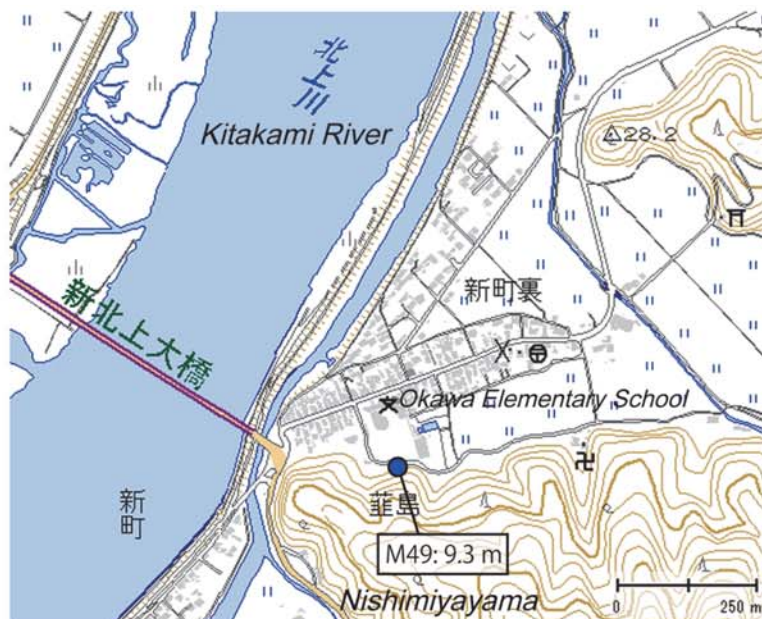 北上川
Kitakami River
28.2
新北上大橋
新町裏
Okawa Elementary School
新町
韮島
M49: 9.3 m
Nishimiyayama
0
250 m